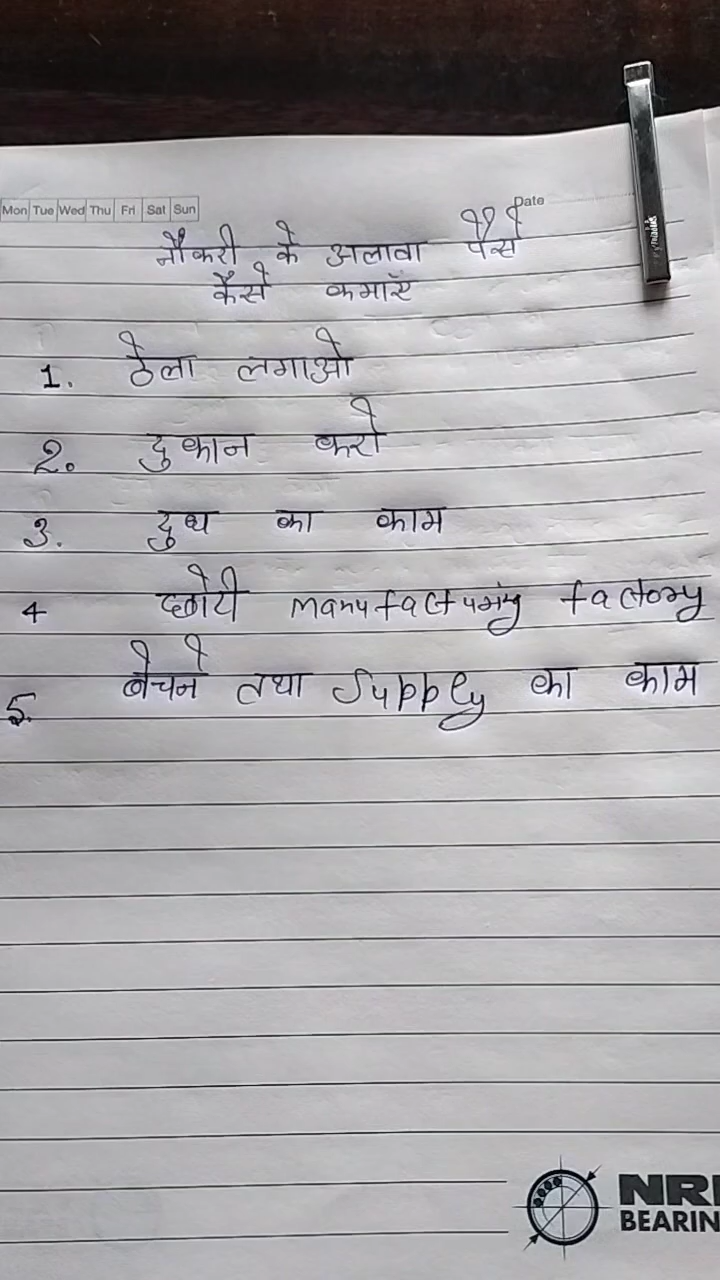 Mon Tue Wed Thu Fri Sat Sun
Date
नौकरी के अलावा पैसे
कैसे कमाएं
1. ठेला लगाओ
2. दुकान करो
3. दुध का काम
4 छोटी manufacturing factory
5. बेचने तथा Supply का काम
NRB
BEARIN